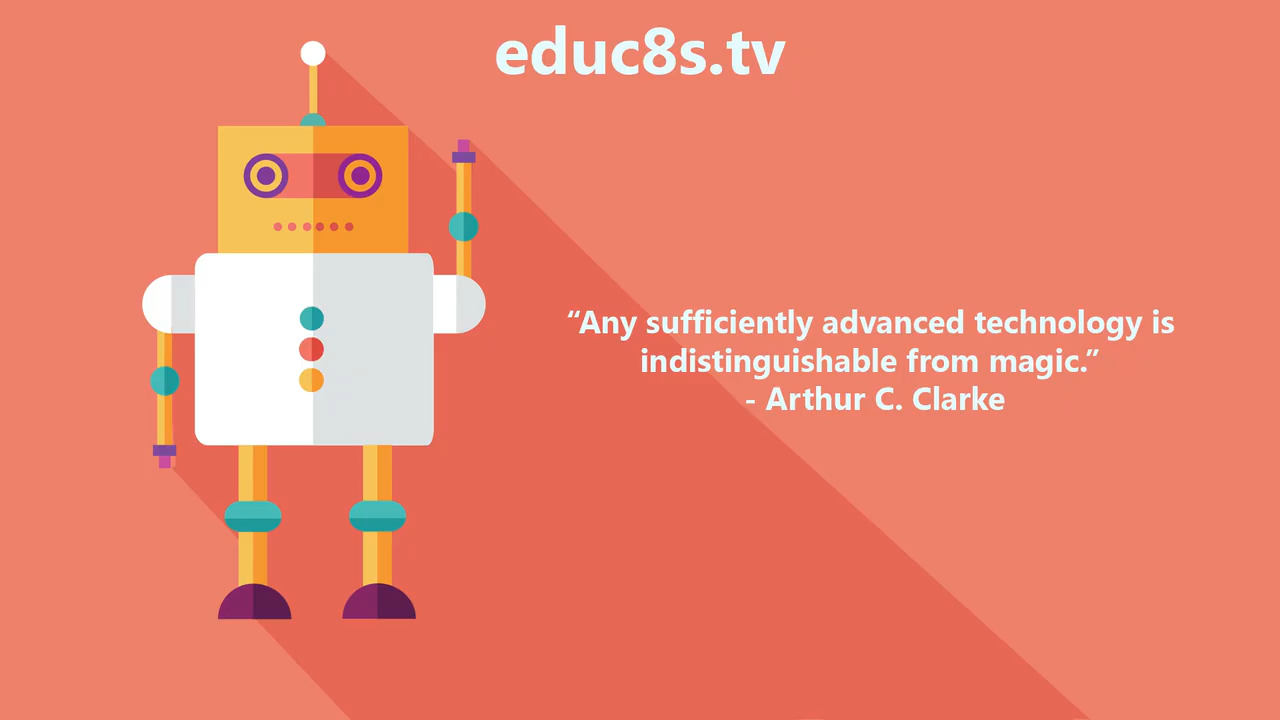 educ8s.tv
“Any sufficiently advanced technology is
indistinguishable from magic.”
- Arthur C. Clarke